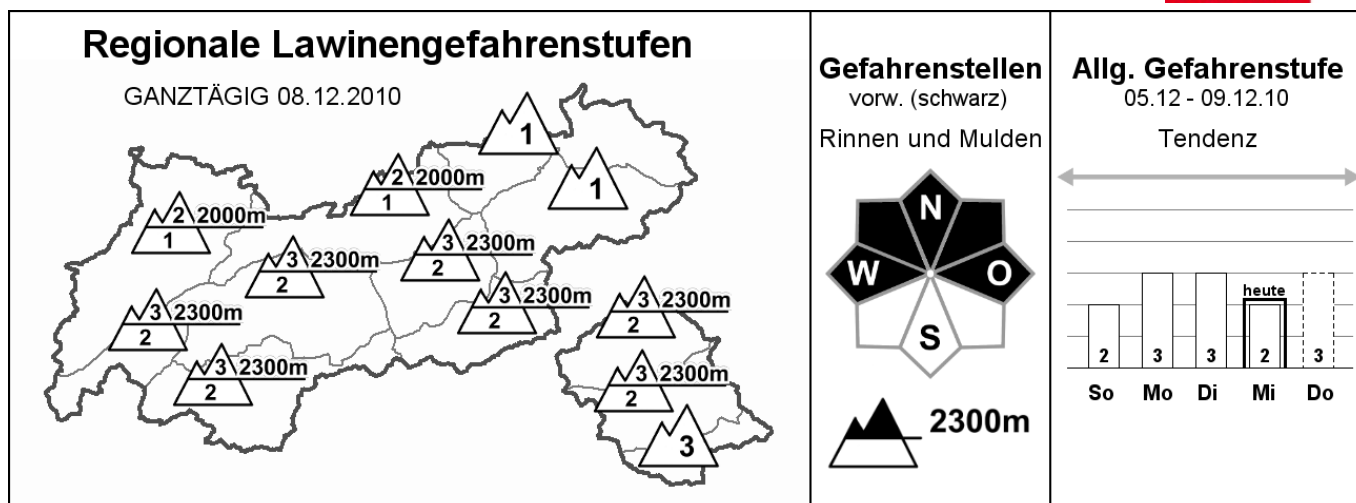 Regionale Lawinengefahrenstufen
GANZTÄGIG 08.12.2010
1
1
2 2000m
1
2 2000m
1
3 2300m
2
3 2300m
2
3 2300m
2
3 2300m
2
3 2300m
2
3 2300m
2
3 2300m
2
3
Gefahrenstellen
vorw. (schwarz)
Rinnen und Mulden
N
W O
S
2300m
Allg. Gefahrenstufe
05.12 - 09.12.10
Tendenz
heute
2 3 3 2 3
So Mo Di Mi Do